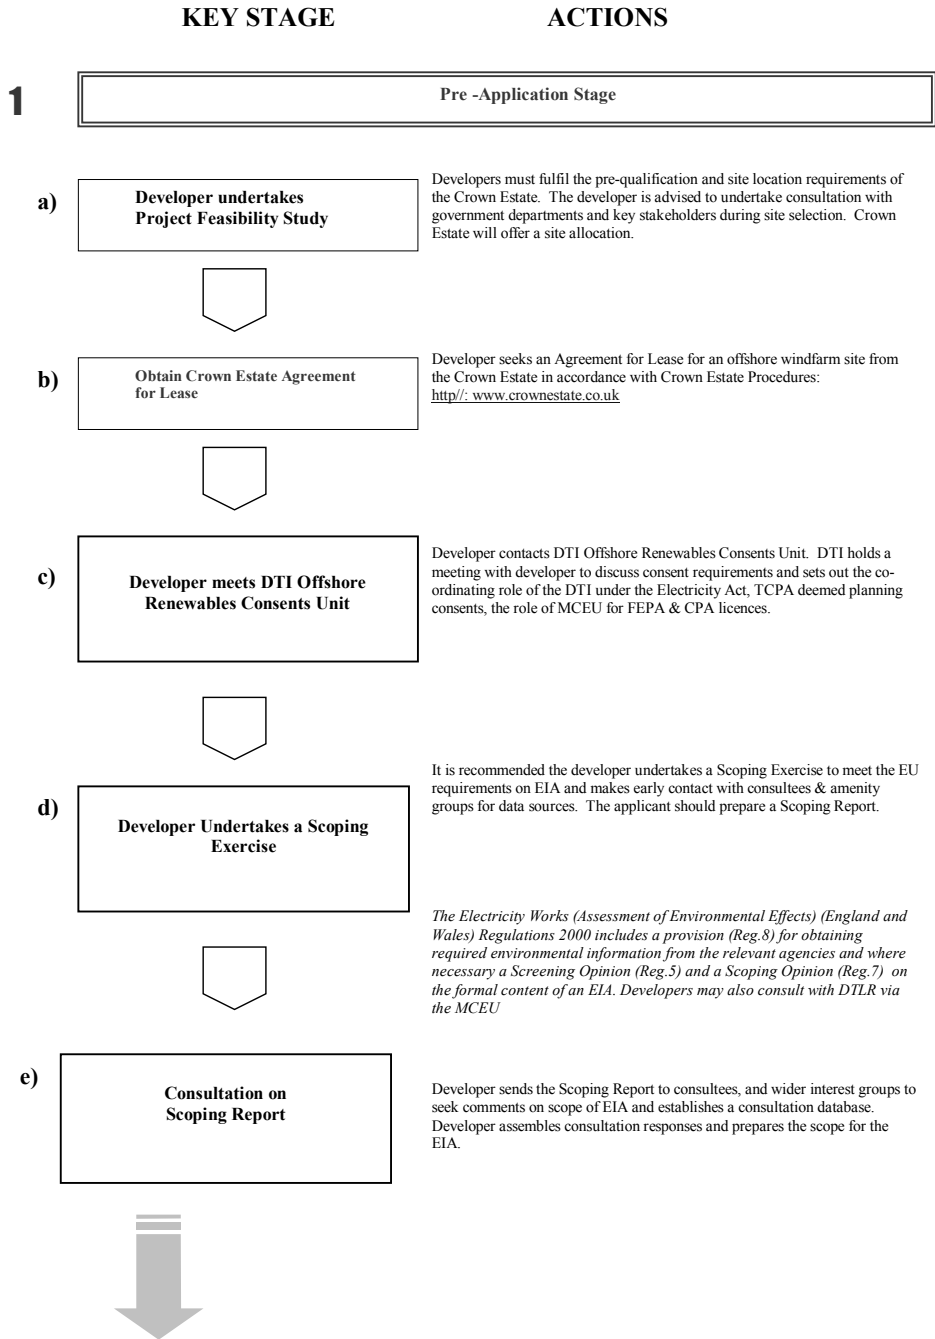 KEY STAGE ACTIONS
1 Pre -Application Stage
a) Developer undertakes
Project Feasibility Study
Developers must fulfil the pre-qualification and site location requirements of
the Crown Estate. The developer is advised to undertake consultation with
government departments and key stakeholders during site selection. Crown
Estate will offer a site allocation.
b) Obtain Crown Estate Agreement
for Lease
Developer seeks an Agreement for Lease for an offshore windfarm site from
the Crown Estate in accordance with Crown Estate Procedures:
http//: www.crownestate.co.uk
c) Developer meets DTI Offshore
Renewables Consents Unit
Developer contacts DTI Offshore Renewables Consents Unit. DTI holds a
meeting with developer to discuss consent requirements and sets out the co-
ordinating role of the DTI under the Electricity Act, TCPA deemed planning
consents, the role of MCEU for FEPA & CPA licences.
d) Developer Undertakes a Scoping
Exercise
It is recommended the developer undertakes a Scoping Exercise to meet the EU
requirements on EIA and makes early contact with consultees & amenity
groups for data sources. The applicant should prepare a Scoping Report.
The Electricity Works (Assessment of Environmental Effects) (England and
Wales) Regulations 2000 includes a provision (Reg.8) for obtaining
required environmental information from the relevant agencies and where
necessary a Screening Opinion (Reg.5) and a Scoping Opinion (Reg.7) on
the formal content of an EIA. Developers may also consult with DTLR via
the MCEU
e) Consultation on
Scoping Report
Developer sends the Scoping Report to consultees, and wider interest groups to
seek comments on scope of EIA and establishes a consultation database.
Developer assembles consultation responses and prepares the scope for the
EIA.